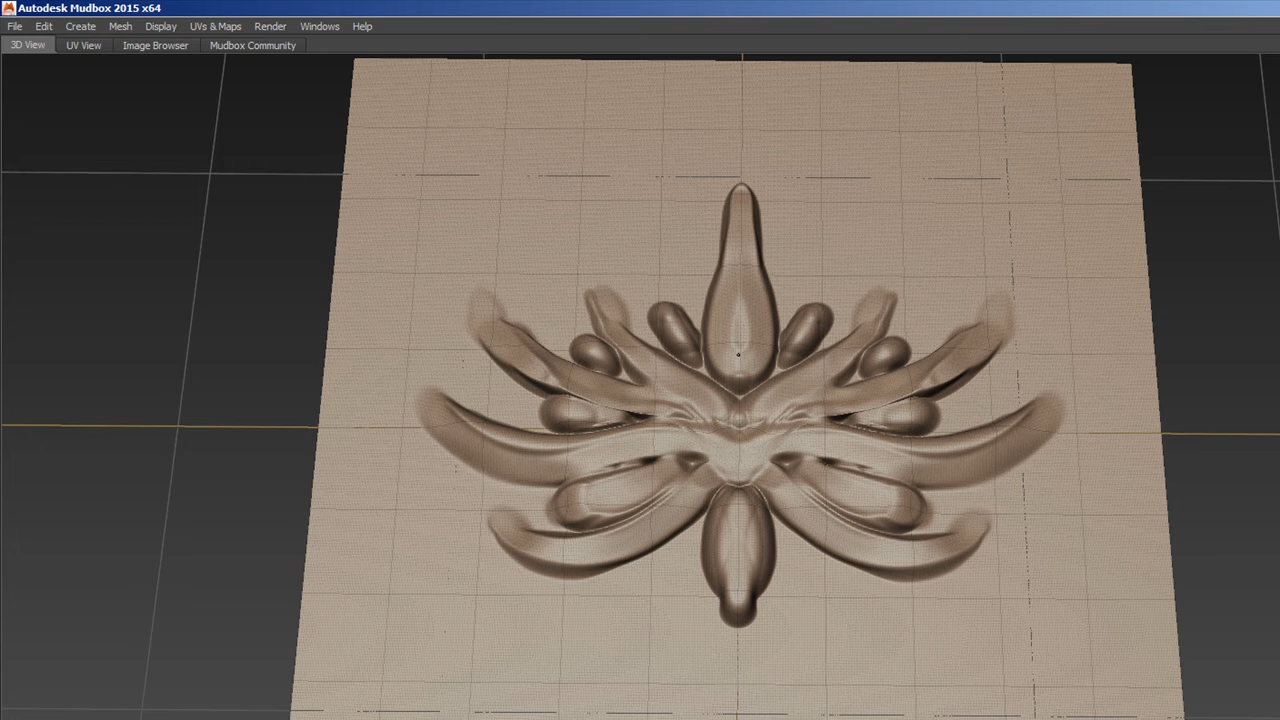 Autodesk Mudbox 2015 x64
File Edit Create Mesh Display UVs & Maps Render Windows Help
3D View UV View Image Browser Mudbox Community